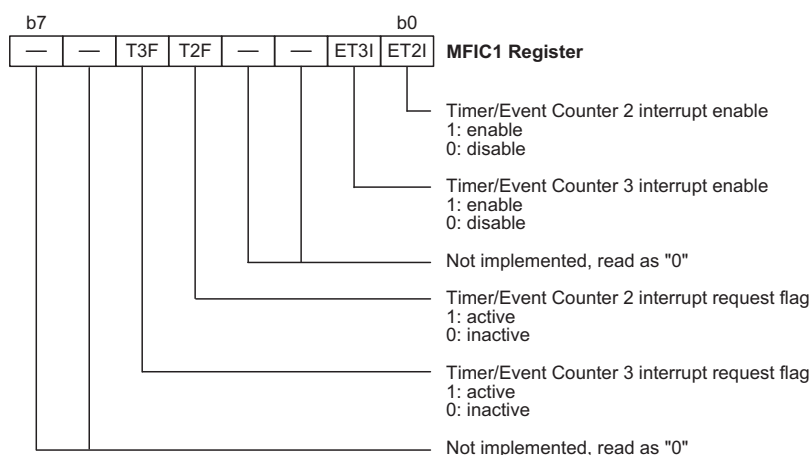 b7 b0
— — T3F T2F — — ET3I ET2I MFIC1 Register
Timer/Event Counter 2 interrupt enable
1: enable
0: disable
Timer/Event Counter 3 interrupt enable
1: enable
0: disable
Not implemented, read as "0"
Timer/Event Counter 2 interrupt request flag
1: active
0: inactive
Timer/Event Counter 3 interrupt request flag
1: active
0: inactive
Not implemented, read as "0"